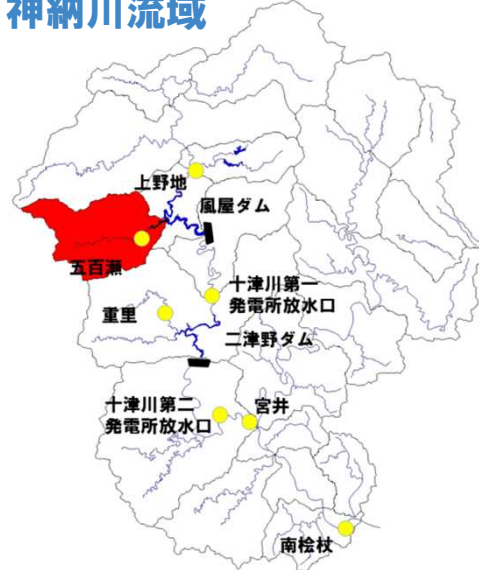 神納川流域
上野地
風屋ダム
五百瀬
十津川第一
発電所放水口
重里
二津野ダム
十津川第二
発電所放水口
宮井
南桧杖